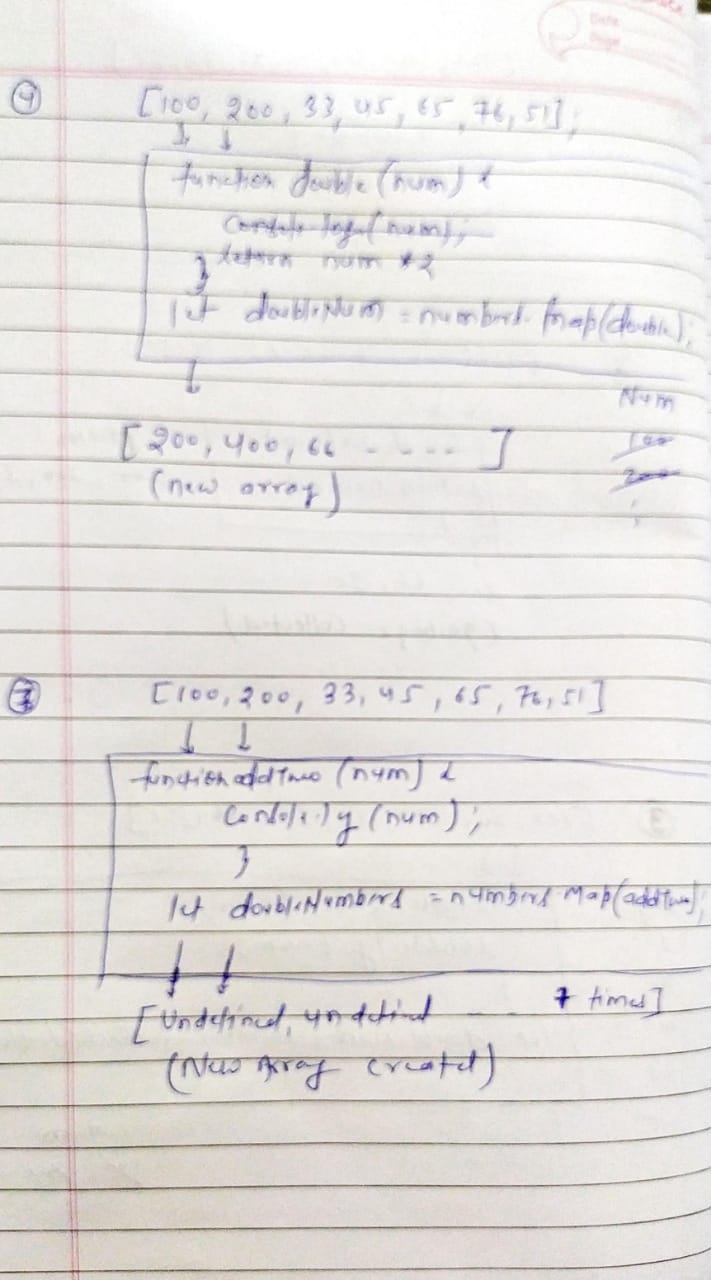 Date
Page
④ [100, 200, 33, 45, 65, 76, 51];
function double (num) {
Console.log(num);
return num * 2
}
let doubleNum = numbers.map(double);
Num
[200, 400, 66 - - - - ]
100
(new array)
200
③ [100, 200, 33, 45, 65, 76, 51]
function addTwo (num) {
Console.log (num);
}
let doubleNumbers = numbers Map(addTwo);
[Undefined, undefined - - - 7 times]
(New Array created)